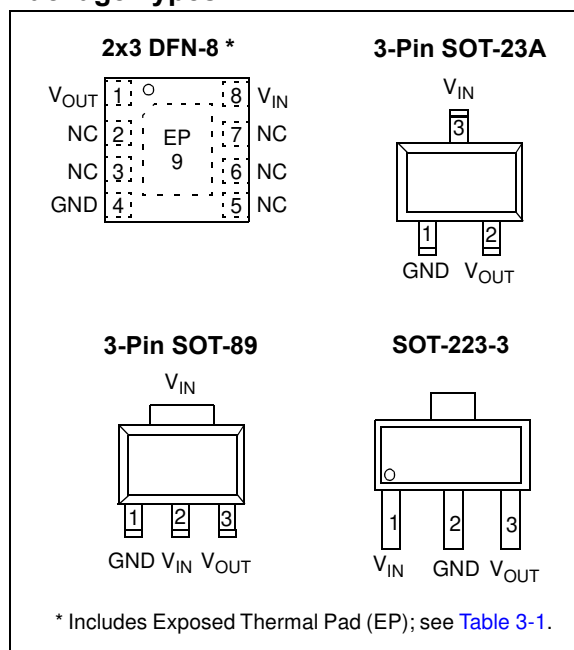 2x3 DFN-8 *
VOUT 1 8 VIN
NC 2 EP 7 NC
NC 3 9 6 NC
GND 4 5 NC
3-Pin SOT-23A
VIN
3
1 2
GND VOUT
3-Pin SOT-89
VIN
1 2 3
GND VIN VOUT
SOT-223-3
1 2 3
VIN GND VOUT
* Includes Exposed Thermal Pad (EP); see Table 3-1.